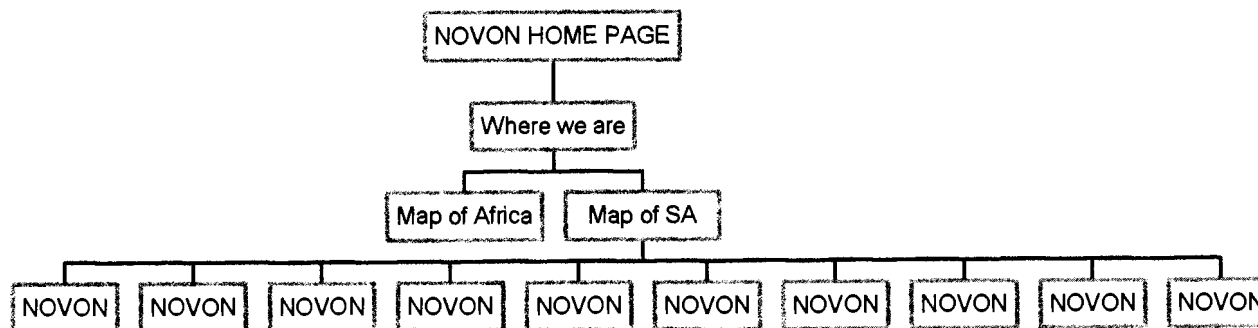 NOVON HOME PAGE
Where we are
Map of Africa Map of SA
NOVON NOVON NOVON NOVON NOVON NOVON NOVON NOVON NOVON NOVON